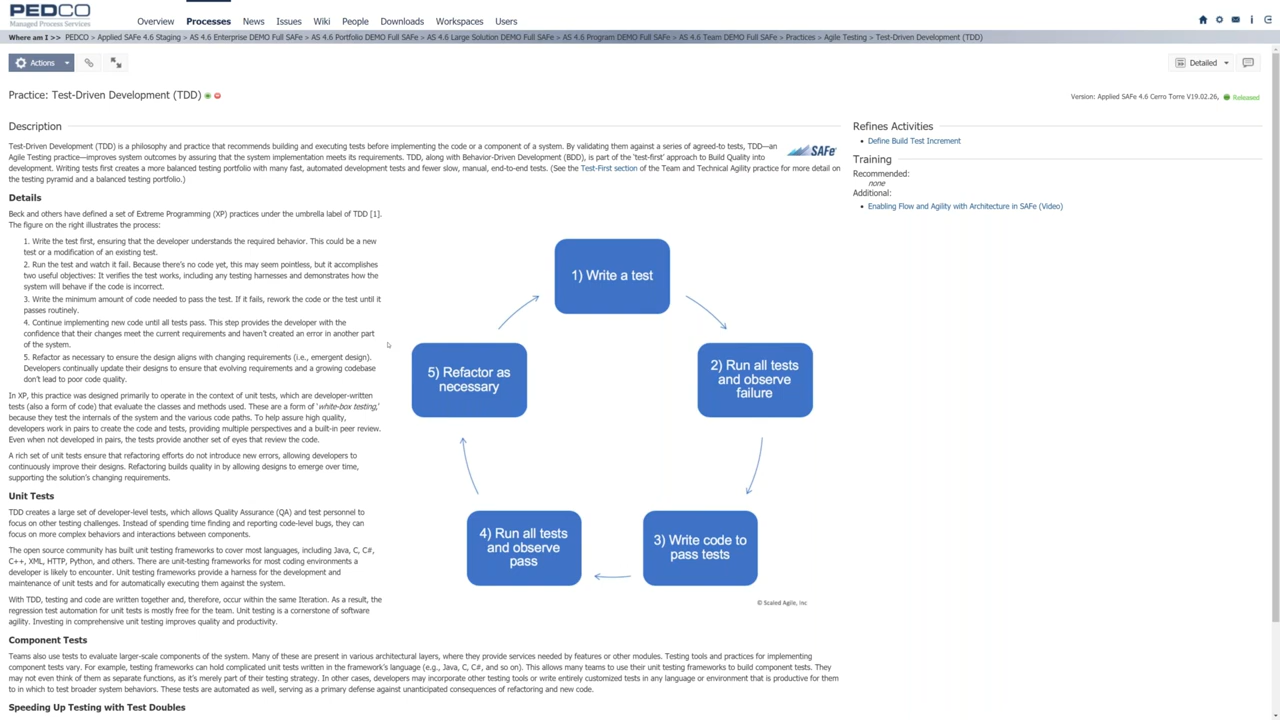 PEDCO
Managed Process Services
Overview Processes News Issues Wiki People Downloads Workspaces Users
Where am I >> PEDCO > Applied SAFe 4.6 Staging > AS 4.6 Enterprise DEMO Full SAFe > AS 4.6 Portfolio DEMO Full SAFe > AS 4.6 Large Solution DEMO Full SAFe > AS 4.6 Program DEMO Full SAFe > AS 4.6 Team DEMO Full SAFe > Practices > Agile Testing > Test-Driven Development (TDD)
Actions
Detailed
Practice: Test-Driven Development (TDD)
Version: Applied SAFe 4.6 Cerro Torre V19.02.26, Released
Description
Test-Driven Development (TDD) is a philosophy and practice that recommends building and executing tests before implementing the code or a component of a system. By validating them against a series of agreed-to tests, TDD—an
Agile Testing practice—improves system outcomes by assuring that the system implementation meets its requirements. TDD, along with Behavior-Driven Development (BDD), is part of the 'test-first' approach to Build Quality into
development. Writing tests first creates a more balanced testing portfolio with many fast, automated development tests and fewer slow, manual, end-to-end tests. (See the Test-First section of the Team and Technical Agility practice for more detail on
the testing pyramid and a balanced testing portfolio.)
SAFe
Details
Beck and others have defined a set of Extreme Programming (XP) practices under the umbrella label of TDD [1].
The figure on the right illustrates the process:
1. Write the test first, ensuring that the developer understands the required behavior. This could be a new
test or a modification of an existing test.
2. Run the test and watch it fail. Because there's no code yet, this may seem pointless, but it accomplishes
two useful objectives: It verifies the test works, including any testing harnesses and demonstrates how the
system will behave if the code is incorrect.
3. Write the minimum amount of code needed to pass the test. If it fails, rework the code or the test until it
passes routinely.
4. Continue implementing new code until all tests pass. This step provides the developer with the
confidence that their changes meet the current requirements and haven't created an error in another part
of the system.
5. Refactor as necessary to ensure the design aligns with changing requirements (i.e., emergent design).
Developers continually update their designs to ensure that evolving requirements and a growing codebase
don't lead to poor code quality.
In XP, this practice was designed primarily to operate in the context of unit tests, which are developer-written
tests (also a form of code) that evaluate the classes and methods used. These are a form of 'white-box testing,'
because they test the internals of the system and the various code paths. To help assure high quality,
developers work in pairs to create the code and tests, providing multiple perspectives and a built-in peer review.
Even when not developed in pairs, the tests provide another set of eyes that review the code.
A rich set of unit tests ensure that refactoring efforts do not introduce new errors, allowing developers to
continuously improve their designs. Refactoring builds quality in by allowing designs to emerge over time,
supporting the solution's changing requirements.
Unit Tests
TDD creates a large set of developer-level tests, which allows Quality Assurance (QA) and test personnel to
focus on other testing challenges. Instead of spending time finding and reporting code-level bugs, they can
focus on more complex behaviors and interactions between components.
The open source community has built unit testing frameworks to cover most languages, including Java, C, C#,
C++, XML, HTTP, Python, and others. There are unit-testing frameworks for most coding environments a
developer is likely to encounter. Unit testing frameworks provide a harness for the development and
maintenance of unit tests and for automatically executing them against the system.
With TDD, testing and code are written together and, therefore, occur within the same Iteration. As a result, the
regression test automation for unit tests is mostly free for the team. Unit testing is a cornerstone of software
agility. Investing in comprehensive unit testing improves quality and productivity.
1) Write a test
2) Run all tests
and observe
failure
3) Write code to
pass tests
4) Run all tests
and observe
pass
5) Refactor as
necessary
© Scaled Agile, Inc
Component Tests
Teams also use tests to evaluate larger-scale components of the system. Many of these are present in various architectural layers, where they provide services needed by features or other modules. Testing tools and practices for implementing
component tests vary. For example, testing frameworks can hold complicated unit tests written in the framework's language (e.g., Java, C, C#, and so on). This allows many teams to use their unit testing frameworks to build component tests. They
may not even think of them as separate functions, as it's merely part of their testing strategy. In other cases, developers may incorporate other testing tools or write entirely customized tests in any language or environment that is productive for them
to in which to test broader system behaviors. These tests are automated as well, serving as a primary defense against unanticipated consequences of refactoring and new code.
Speeding Up Testing with Test Doubles
Refines Activities
Define Build Test Increment
Training
Recommended:
none
Additional:
Enabling Flow and Agility with Architecture in SAFe (Video)